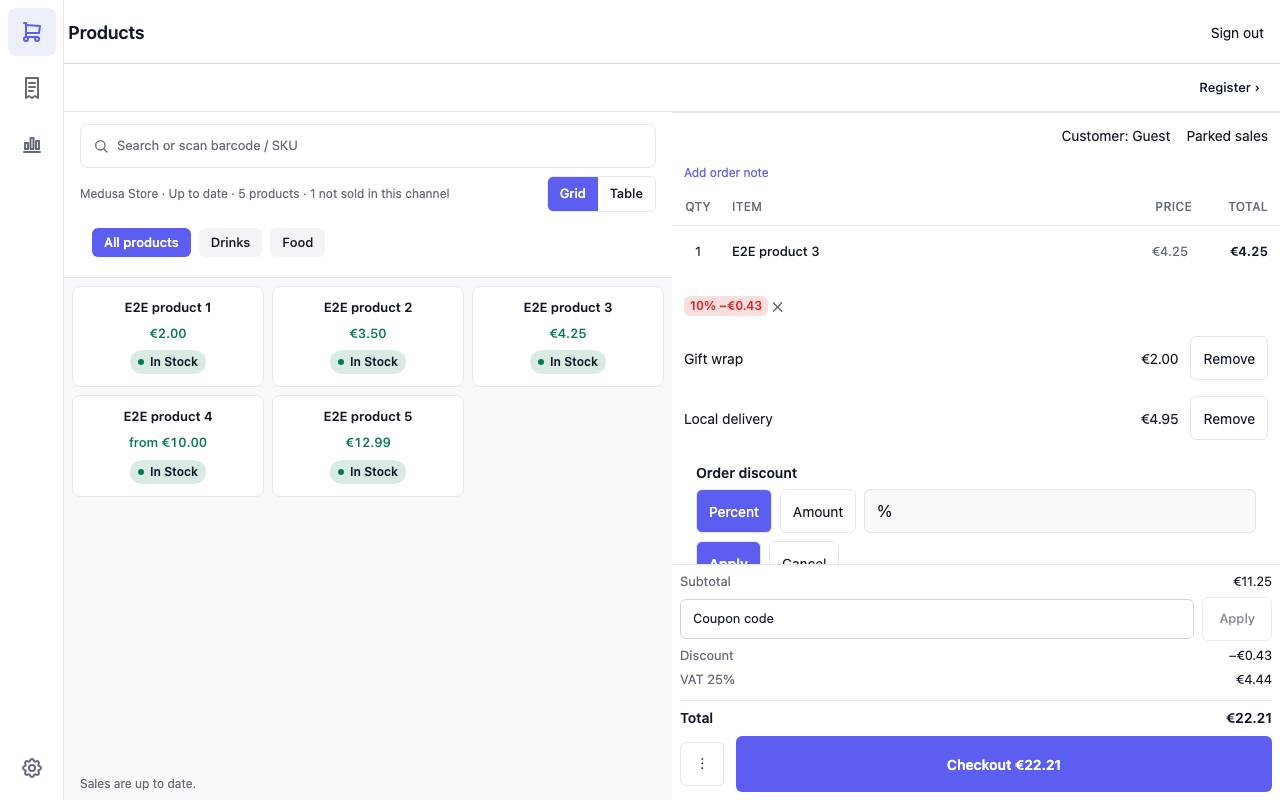 Products
Sign out
Register ›
Search or scan barcode / SKU
Medusa Store · Up to date · 5 products · 1 not sold in this channel
Grid
Table
All products
Drinks
Food
E2E product 1
€2.00
In Stock
E2E product 2
€3.50
In Stock
E2E product 3
€4.25
In Stock
E2E product 4
from €10.00
In Stock
E2E product 5
€12.99
In Stock
Sales are up to date.
Customer: Guest
Parked sales
Add order note
QTY ITEM PRICE TOTAL
1 E2E product 3 €4.25 €4.25
10% −€0.43
Gift wrap €2.00 Remove
Local delivery €4.95 Remove
Order discount
Percent
Amount
%
Apply
Cancel
Subtotal €11.25
Coupon code
Apply
Discount −€0.43
VAT 25% €4.44
Total €22.21
Checkout €22.21